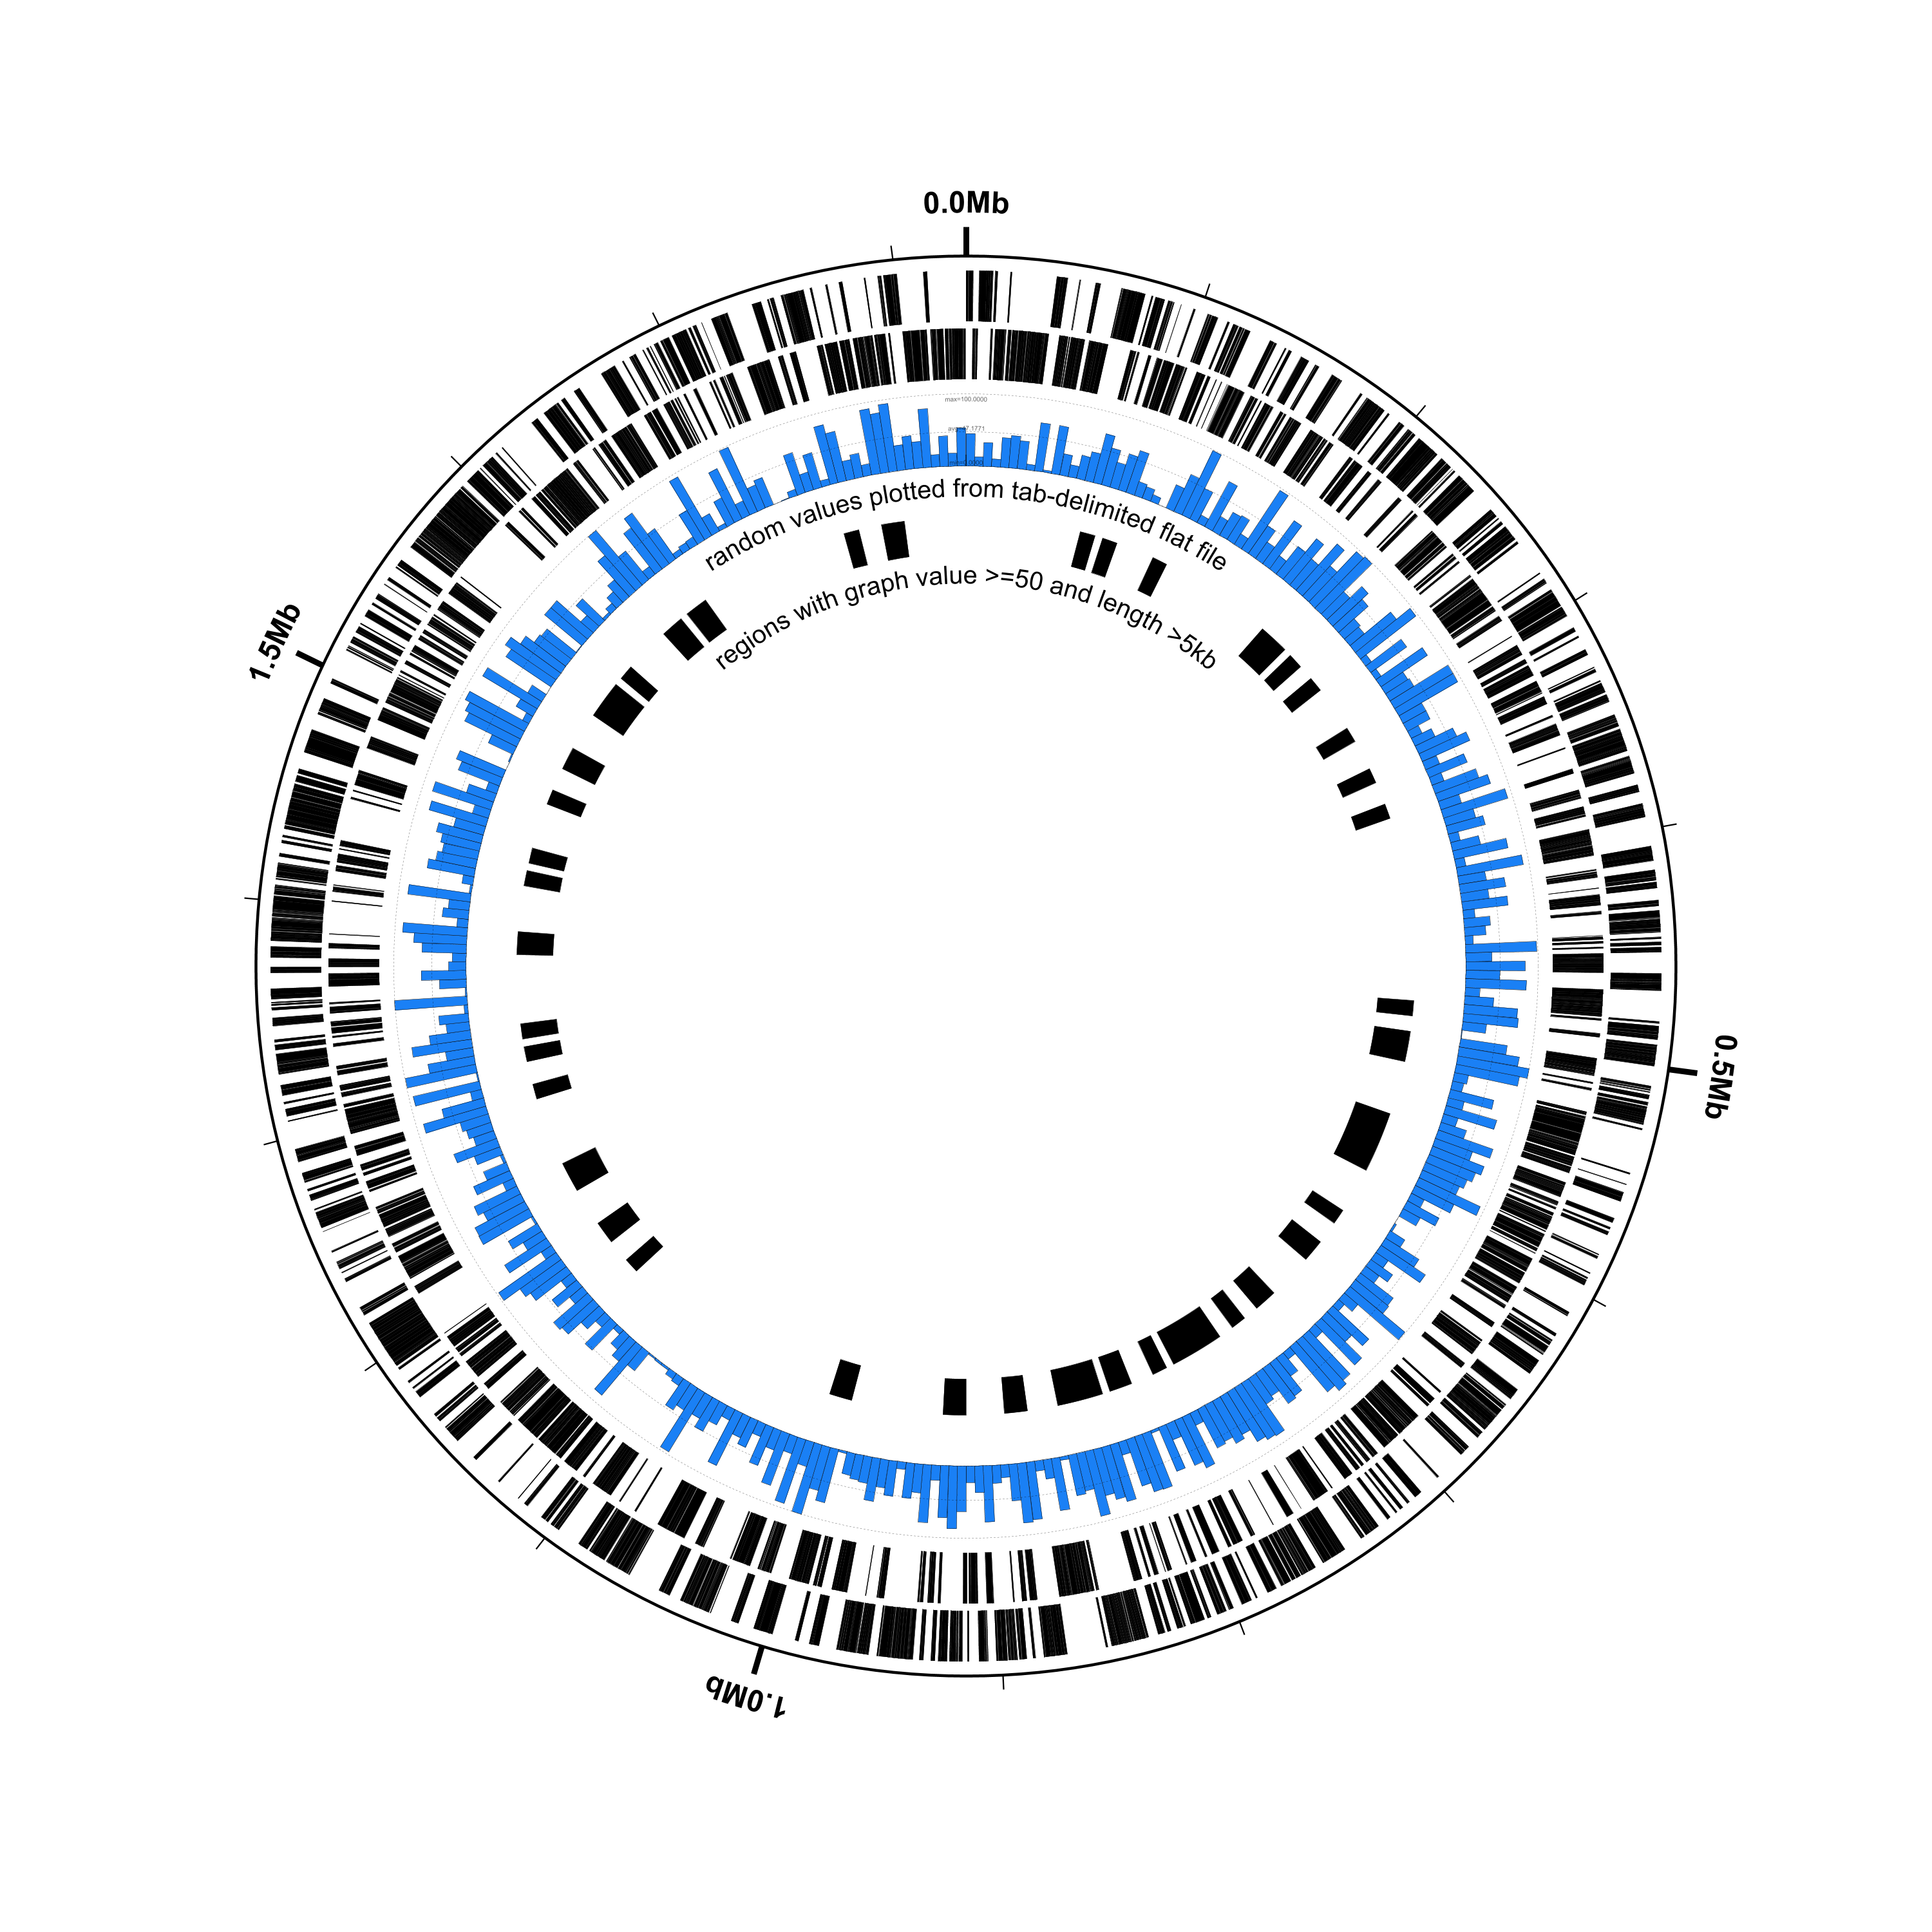 0.0Mb
max=100.0000
random values plotted from tab-delimited flat file
regions with graph value >=50 and length >5kb
1.5Mb
0.5Mb
1.0Mb